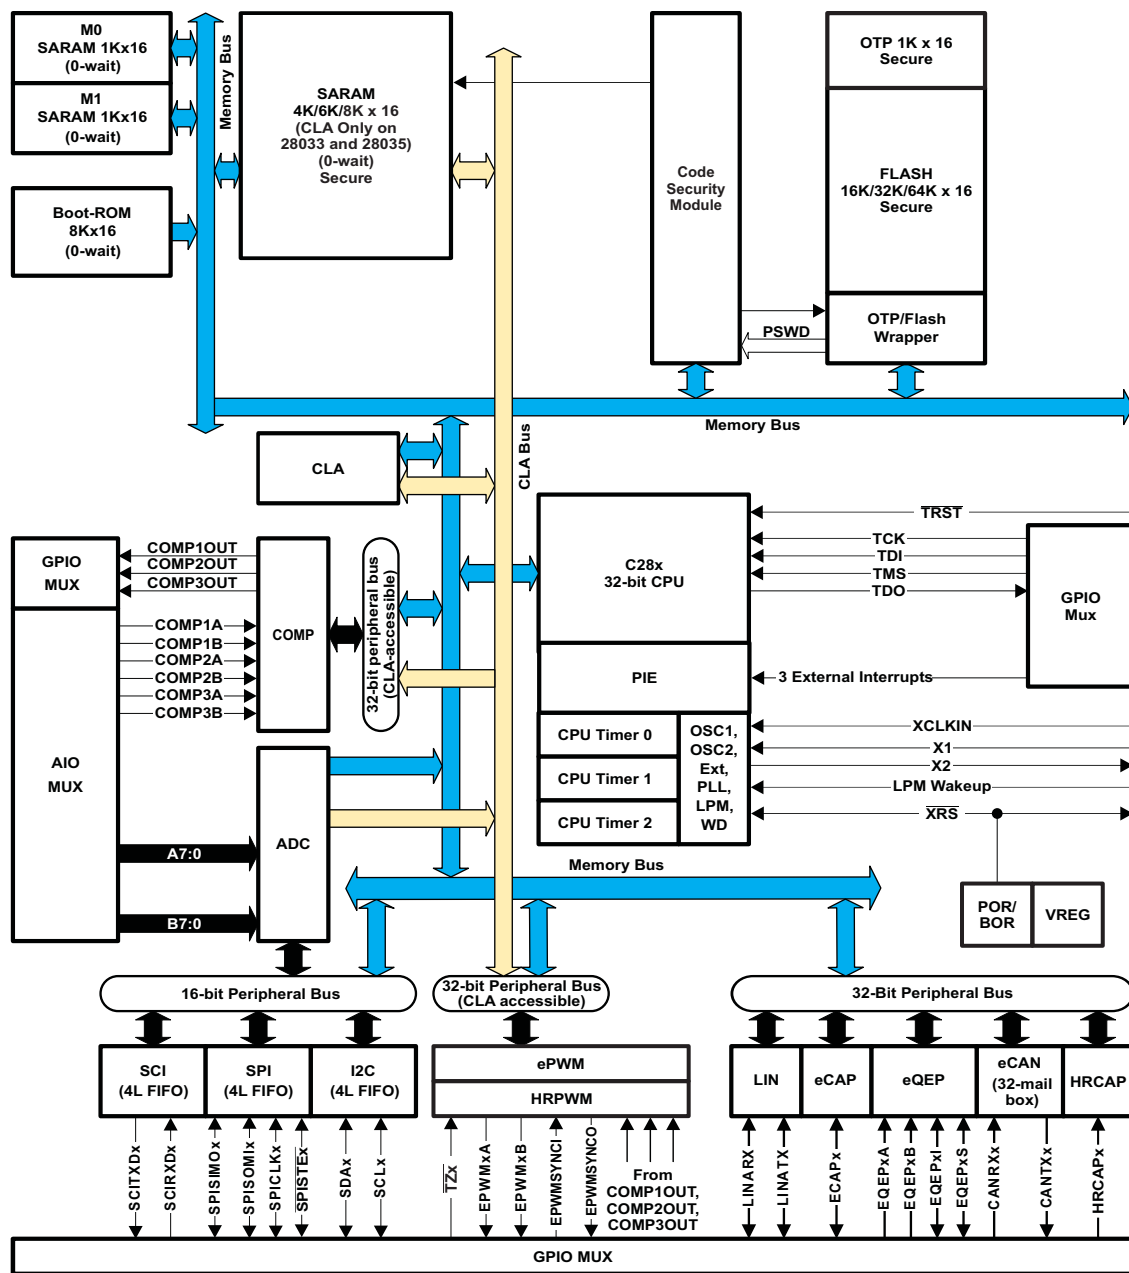 M0
SARAM 1Kx16
(0-wait)
M1
SARAM 1Kx16
(0-wait)
Boot-ROM
8Kx16
(0-wait)
Memory Bus
SARAM
4K/6K/8K x 16
(CLA Only on
28033 and 28035)
(0-wait)
Secure
Code
Security
Module
OTP 1K x 16
Secure
FLASH
16K/32K/64K x 16
Secure
OTP/Flash
Wrapper
PSWD
Memory Bus
CLA Bus
CLA
C28x
32-bit CPU
PIE
CPU Timer 0
CPU Timer 1
CPU Timer 2
OSC1,
OSC2,
Ext,
PLL,
LPM,
WD
TRST
TCK
TDI
TMS
TDO
GPIO
Mux
3 External Interrupts
XCLKIN
X1
X2
LPM Wakeup
XRS
POR/
BOR
VREG
GPIO
MUX
COMP1OUT
COMP2OUT
COMP3OUT
AIO
MUX
COMP1A
COMP1B
COMP2A
COMP2B
COMP3A
COMP3B
COMP
32-bit peripheral bus
(CLA-accessible)
ADC
A7:0
B7:0
Memory Bus
16-bit Peripheral Bus
32-bit Peripheral Bus
(CLA accessible)
32-Bit Peripheral Bus
SCI
(4L FIFO)
SPI
(4L FIFO)
I2C
(4L FIFO)
ePWM
HRPWM
LIN
eCAP
eQEP
eCAN
(32-mail
box)
HRCAP
SCITXDx
SCIRXDx
SPISIMOx
SPISOMIx
SPICLKx
SPISTEx
SDAx
SCLx
TZx
EPWMxA
EPWMxB
EPWMSYNCI
EPWMSYNCO
From
COMP1OUT,
COMP2OUT,
COMP3OUT
LINARX
LINATX
ECAPx
EQEPxA
EQEPxB
EQEPxI
EQEPxS
CANRXx
CANTXx
HRCAPx
GPIO MUX